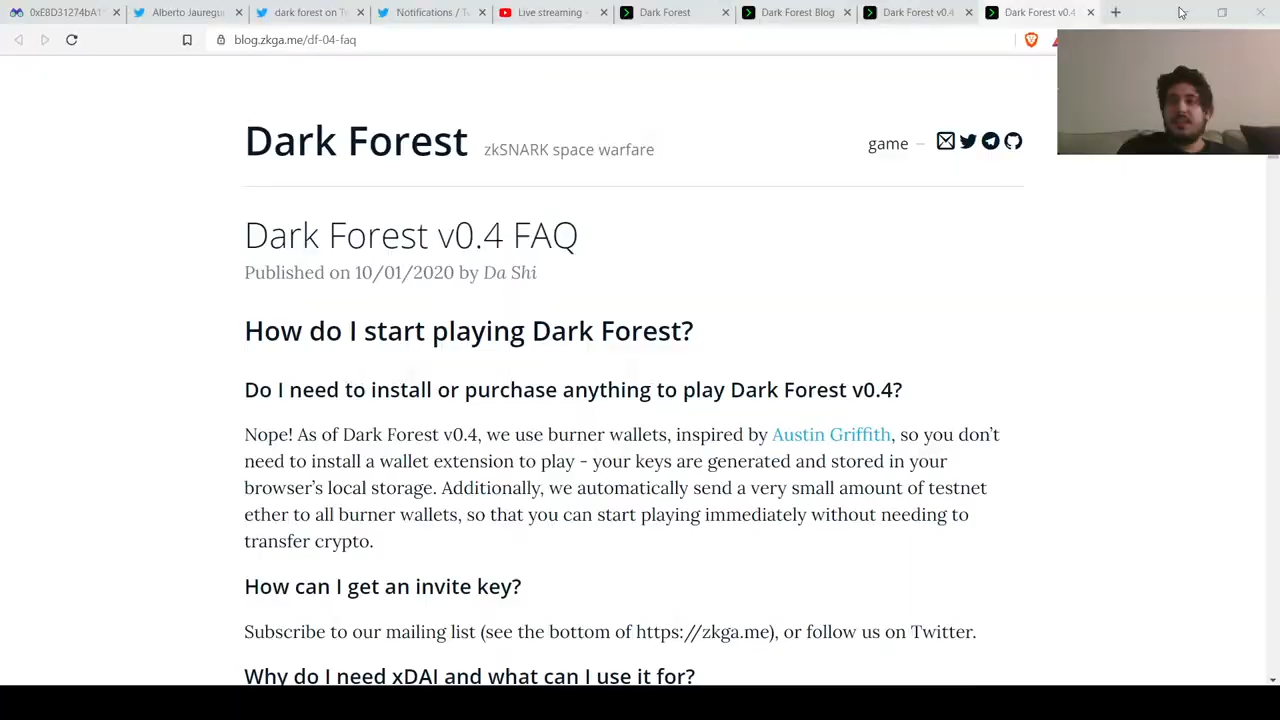 0xE8D31274bA1
Alberto Jauregu
dark forest on Tw
Notifications / Tw
Live streaming -
Dark Forest
Dark Forest Blog
Dark Forest v0.4
Dark Forest v0.4
blog.zkga.me/df-04-faq
Dark Forest
zkSNARK space warfare
game
Dark Forest v0.4 FAQ
Published on 10/01/2020 by Da Shi
How do I start playing Dark Forest?
Do I need to install or purchase anything to play Dark Forest v0.4?
Nope! As of Dark Forest v0.4, we use burner wallets, inspired by Austin Griffith, so you don’t
need to install a wallet extension to play - your keys are generated and stored in your
browser’s local storage. Additionally, we automatically send a very small amount of testnet
ether to all burner wallets, so that you can start playing immediately without needing to
transfer crypto.
How can I get an invite key?
Subscribe to our mailing list (see the bottom of https://zkga.me), or follow us on Twitter.
Why do I need xDAI and what can I use it for?